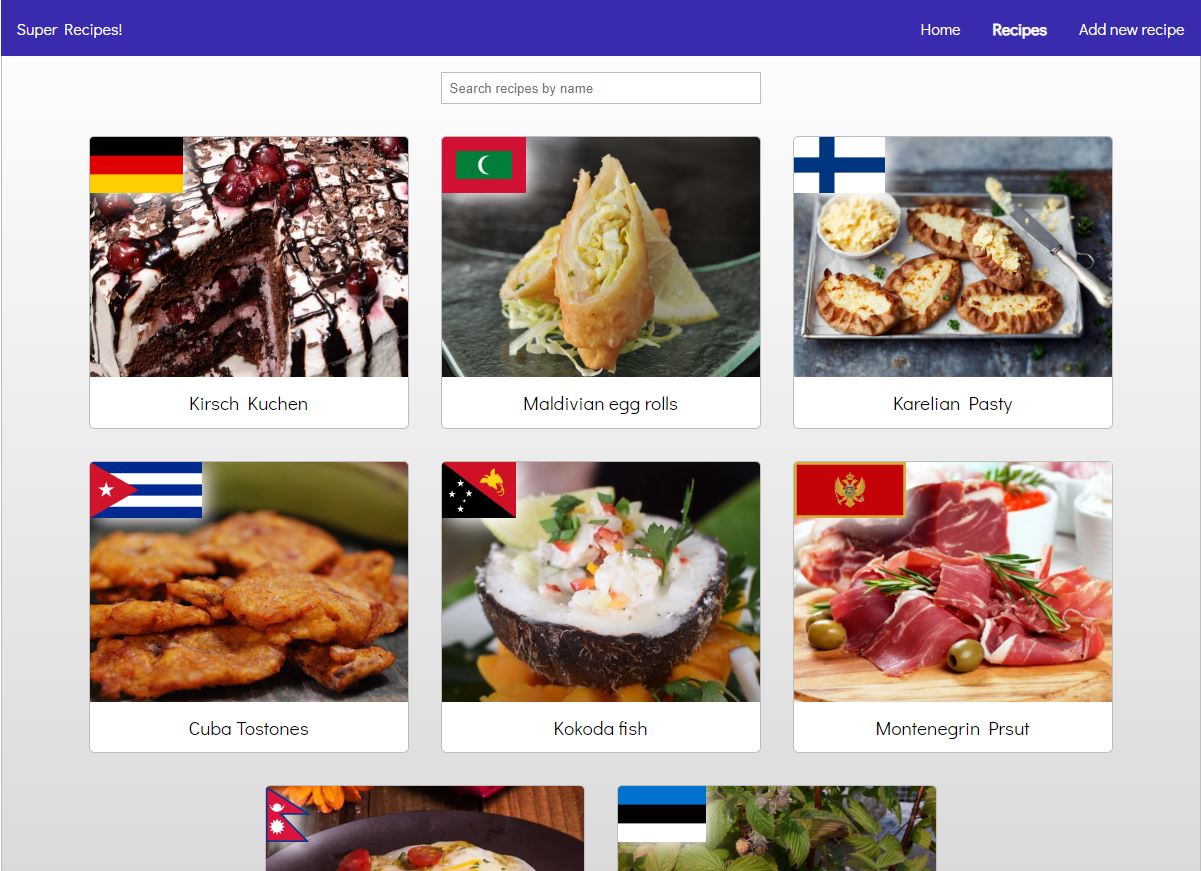 Super Recipes!
Home
Recipes
Add new recipe
Search recipes by name
Kirsch Kuchen
Maldivian egg rolls
Karelian Pasty
Cuba Tostones
Kokoda fish
Montenegrin Prsut